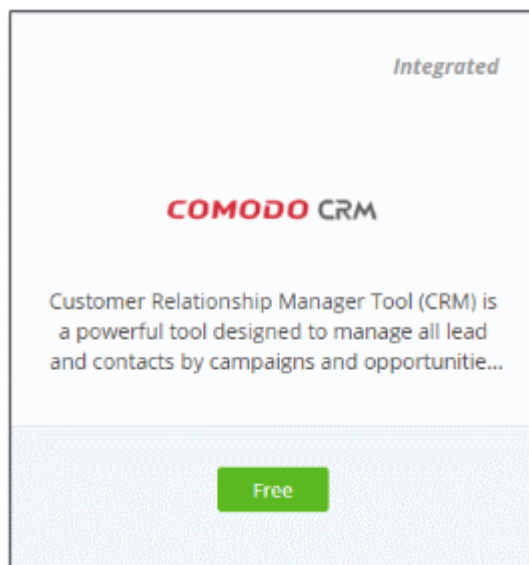 Integrated
COMODO CRM
Customer Relationship Manager Tool (CRM) is
a powerful tool designed to manage all lead
and contacts by campaigns and opportunitie...
Free